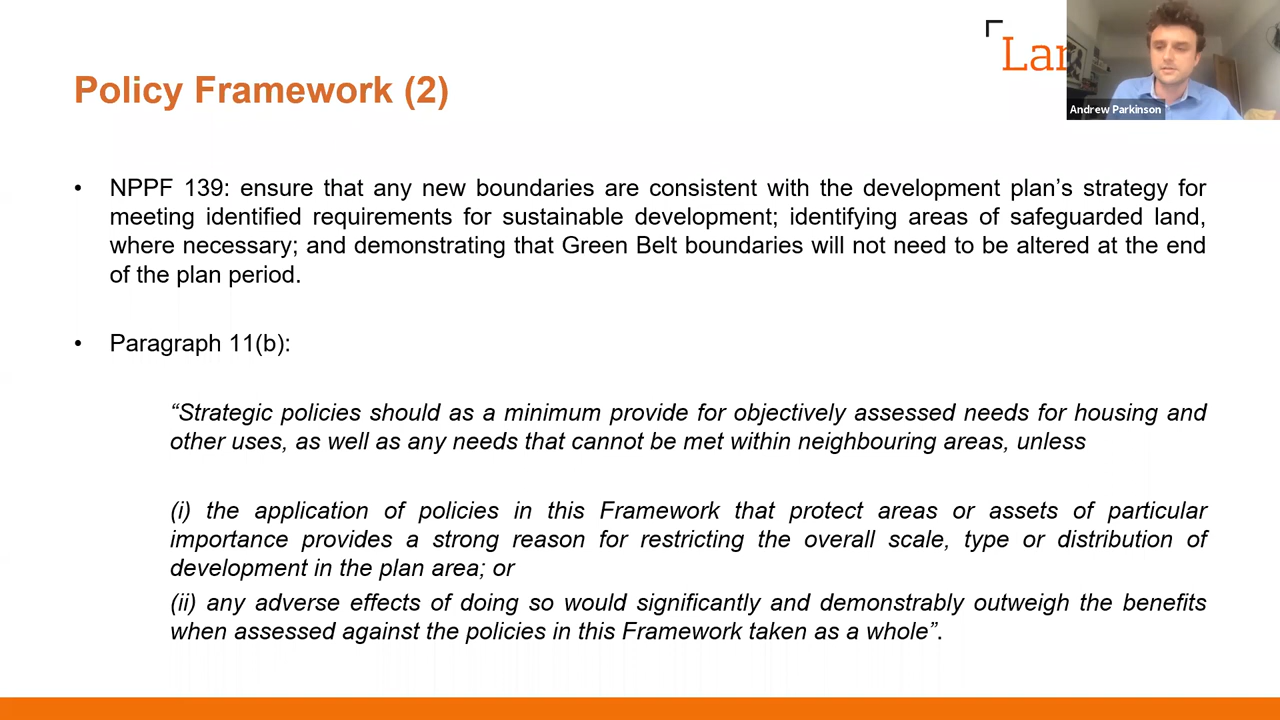 Lan
Andrew Parkinson
Policy Framework (2)
• NPPF 139: ensure that any new boundaries are consistent with the development plan’s strategy for
meeting identified requirements for sustainable development; identifying areas of safeguarded land,
where necessary; and demonstrating that Green Belt boundaries will not need to be altered at the end
of the plan period.
• Paragraph 11(b):
“Strategic policies should as a minimum provide for objectively assessed needs for housing and
other uses, as well as any needs that cannot be met within neighbouring areas, unless
(i) the application of policies in this Framework that protect areas or assets of particular
importance provides a strong reason for restricting the overall scale, type or distribution of
development in the plan area; or
(ii) any adverse effects of doing so would significantly and demonstrably outweigh the benefits
when assessed against the policies in this Framework taken as a whole”.